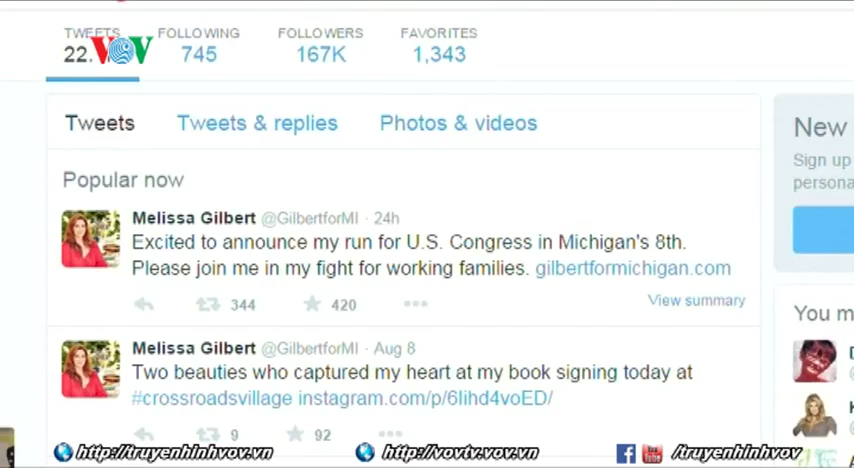 TWEETS FOLLOWING FOLLOWERS FAVORITES
22. VOV 745 167K 1,343
Tweets Tweets & replies Photos & videos
New
Sign up
persona
Popular now
Melissa Gilbert @GilbertforMI · 24h
Excited to announce my run for U.S. Congress in Michigan's 8th.
Please join me in my fight for working families. gilbertformichigan.com
344 420
View summary
You m
Melissa Gilbert @GilbertforMI · Aug 8
Two beauties who captured my heart at my book signing today at
#crossroadsvillage instagram.com/p/6Iihd4voED/
9 92
http://truyenhinhvov.vn http://vovtv.vov.vn /truyenhinhvov